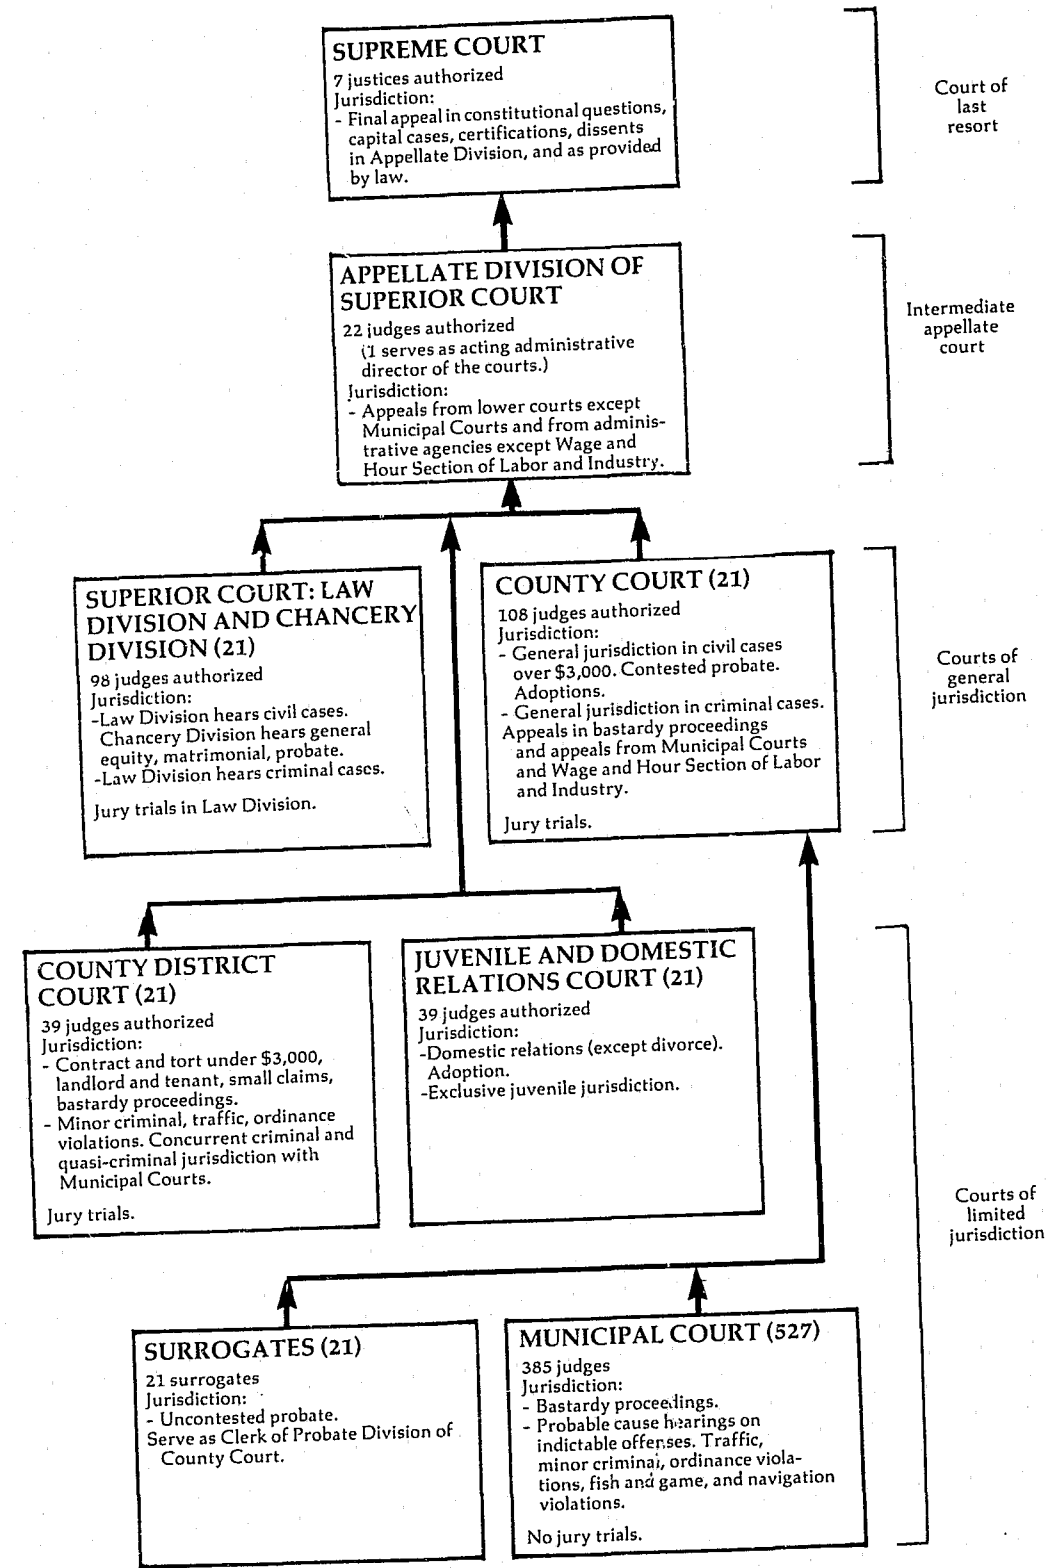 SUPREME COURT
7 justices authorized
Jurisdiction:
- Final appeal in constitutional questions,
capital cases, certifications, dissents
in Appellate Division, and as provided
by law.
Court of
last
resort
APPELLATE DIVISION OF
SUPERIOR COURT
22 judges authorized
(1 serves as acting administrative
director of the courts.)
Jurisdiction:
- Appeals from lower courts except
Municipal Courts and from adminis-
trative agencies except Wage and
Hour Section of Labor and Industry.
Intermediate
appellate
court
SUPERIOR COURT: LAW
DIVISION AND CHANCERY
DIVISION (21)
98 judges authorized
Jurisdiction:
-Law Division hears civil cases.
Chancery Division hears general
equity, matrimonial, probate.
-Law Division hears criminal cases.
Jury trials in Law Division.
COUNTY COURT (21)
108 judges authorized
Jurisdiction:
- General jurisdiction in civil cases
over $3,000. Contested probate.
Adoptions.
- General jurisdiction in criminal cases.
Appeals in bastardy proceedings
and appeals from Municipal Courts
and Wage and Hour Section of Labor
and Industry.
Jury trials.
Courts of
general
jurisdiction
COUNTY DISTRICT
COURT (21)
39 judges authorized
Jurisdiction:
- Contract and tort under $3,000,
landlord and tenant, small claims,
bastardy proceedings.
- Minor criminal, traffic, ordinance
violations. Concurrent criminal and
quasi-criminal jurisdiction with
Municipal Courts.
Jury trials.
JUVENILE AND DOMESTIC
RELATIONS COURT (21)
39 judges authorized
Jurisdiction:
-Domestic relations (except divorce).
Adoption.
-Exclusive juvenile jurisdiction.
Courts of
limited
jurisdiction
SURROGATES (21)
21 surrogates
Jurisdiction:
- Uncontested probate.
Serve as Clerk of Probate Division of
County Court.
MUNICIPAL COURT (527)
385 judges
Jurisdiction:
- Bastardy proceedings.
- Probable cause hearings on
indictable offenses. Traffic,
minor criminal, ordinance viola-
tions, fish and game, and navigation
violations.
No jury trials.